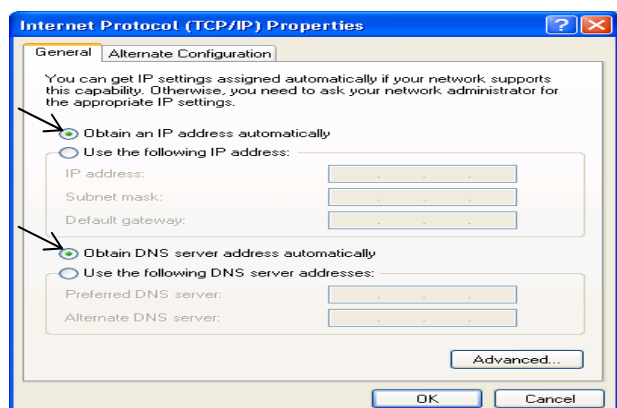 Internet Protocol (TCP/IP) Properties
General
Alternate Configuration
You can get IP settings assigned automatically if your network supports
this capability. Otherwise, you need to ask your network administrator for
the appropriate IP settings.
Obtain an IP address automatically
Use the following IP address:
IP address:
Subnet mask:
Default gateway:
Obtain DNS server address automatically
Use the following DNS server addresses:
Preferred DNS server:
Alternate DNS server:
Advanced...
OK
Cancel